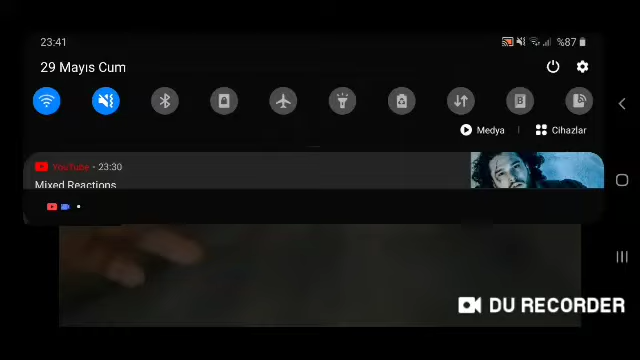 23:41
%87
29 Mayıs Cum
Medya
Cihazlar
YouTube • 23:30
Mixed Reactions
DU RECORDER